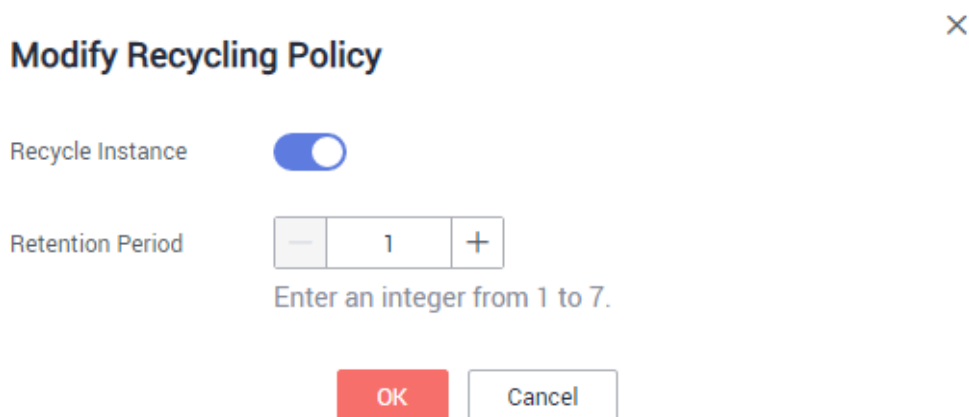 Modify Recycling Policy
Recycle Instance
Retention Period
1
Enter an integer from 1 to 7.
OK
Cancel